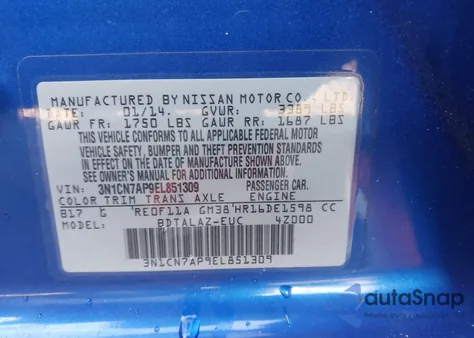 MANUFACTURED BY NISSAN MOTOR CO., LTD.
DATE: 01/14. GVWR: 3389 LBS
GAWR FR: 1750 LBS GAWR RR: 1687 LBS
THIS VEHICLE CONFORMS TO ALL APPLICABLE FEDERAL MOTOR
VEHICLE SAFETY, BUMPER AND THEFT PREVENTION STANDARDS
IN EFFECT ON THE DATE OF MANUFACTURE SHOWN ABOVE.
SEE OWNER'S MANUAL FOR ADDITIONAL INFORMATION.
VIN: 3N1CN7AP9EL851309 PASSENGER CAR.
COLOR TRIM TRANS AXLE ENGINE
B17 G RE0F11A GM38 HR16DE1598 CC
MODEL: BDTALAZ-EUC 4Z000
3N1CN7AP9EL851309
autoSnap